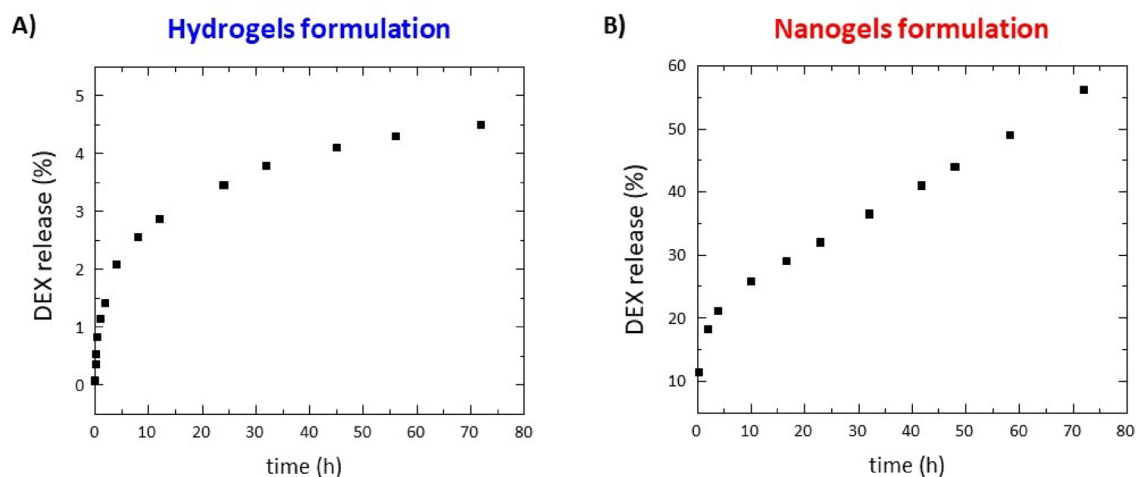 A)
Hydrogels formulation
DEX release (%)
5
4
3
2
1
0
0 10 20 30 40 50 60 70 80
time (h)
B)
Nanogels formulation
DEX release (%)
60
50
40
30
20
10
0 10 20 30 40 50 60 70 80
time (h)